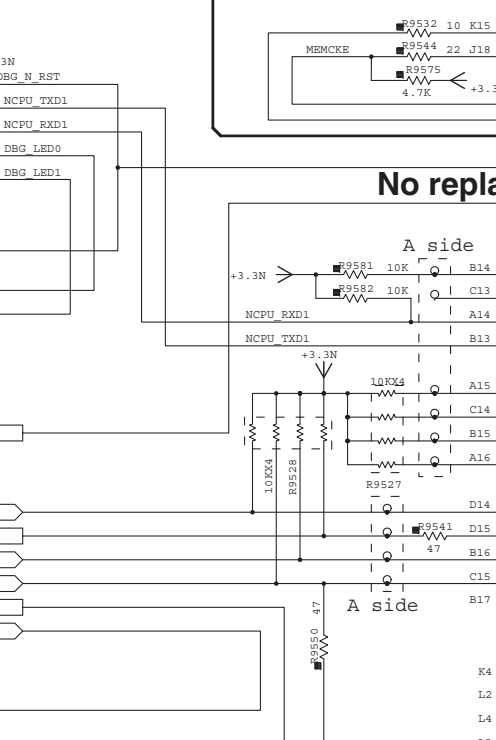 R9532 10 K15
MEMCKE R9544 22 J18
R9575
4.7K +3.3
3N
DBG_N_RST
NCPU_TXD1
NCPU_RXD1
DBG_LED0
DBG_LED1
No repla
A side
+3.3N R9581 10K B14
R9582 10K C13
NCPU_RXD1 A14
NCPU_TXD1 B13
+3.3N
10KX4 A15
C14
B15
A16
10KX4
R9528
R9527
D14
R9541 D15
47
B16
C15
A side
B17
47
R9550
K4
L2
L4